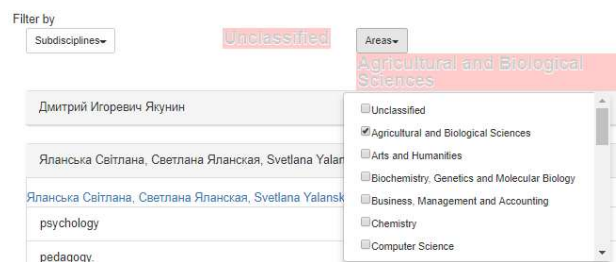 Filter by
Subdisciplines
Unclassified
Areas
Agricultural and Biological
Sciences
Дмитрий Игоревич Якунин
Unclassified
Agricultural and Biological Sciences
Arts and Humanities
Biochemistry, Genetics and Molecular Biology
Business, Management and Accounting
Chemistry
Computer Science
Яланська Світлана, Светлана Яланская, Svetlana Yalan
Яланська Світлана, Светлана Яланская, Svetlana Yalansk
psychology
pedagogy.